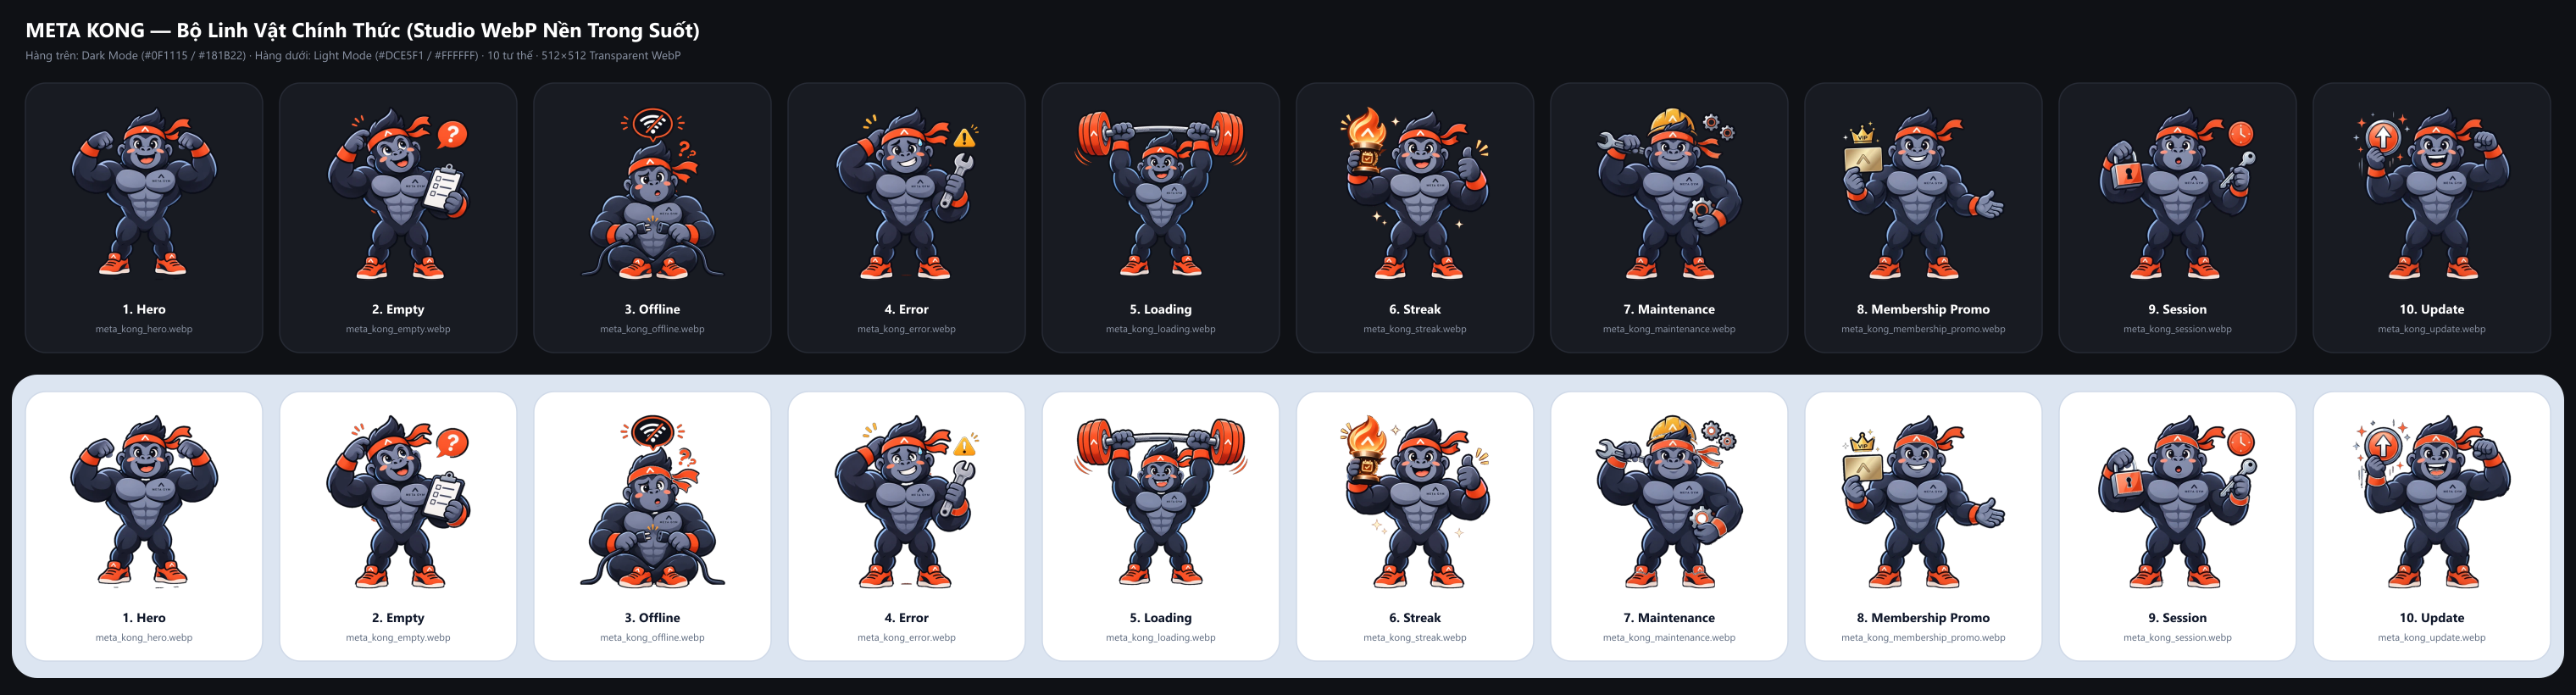 META KONG — Bộ Linh Vật Chính Thức (Studio WebP Nền Trong Suốt)
Hàng trên: Dark Mode (#0F1115 / #181B22) · Hàng dưới: Light Mode (#DCE5F1 / #FFFFFF) · 10 tư thế · 512×512 Transparent WebP
1. Hero
meta_kong_hero.webp
2. Empty
meta_kong_empty.webp
3. Offline
meta_kong_offline.webp
4. Error
meta_kong_error.webp
5. Loading
meta_kong_loading.webp
6. Streak
meta_kong_streak.webp
7. Maintenance
meta_kong_maintenance.webp
VIP
8. Membership Promo
meta_kong_membership_promo.webp
9. Session
meta_kong_session.webp
10. Update
meta_kong_update.webp
1. Hero
meta_kong_hero.webp
2. Empty
meta_kong_empty.webp
3. Offline
meta_kong_offline.webp
4. Error
meta_kong_error.webp
5. Loading
meta_kong_loading.webp
6. Streak
meta_kong_streak.webp
7. Maintenance
meta_kong_maintenance.webp
VIP
8. Membership Promo
meta_kong_membership_promo.webp
9. Session
meta_kong_session.webp
10. Update
meta_kong_update.webp